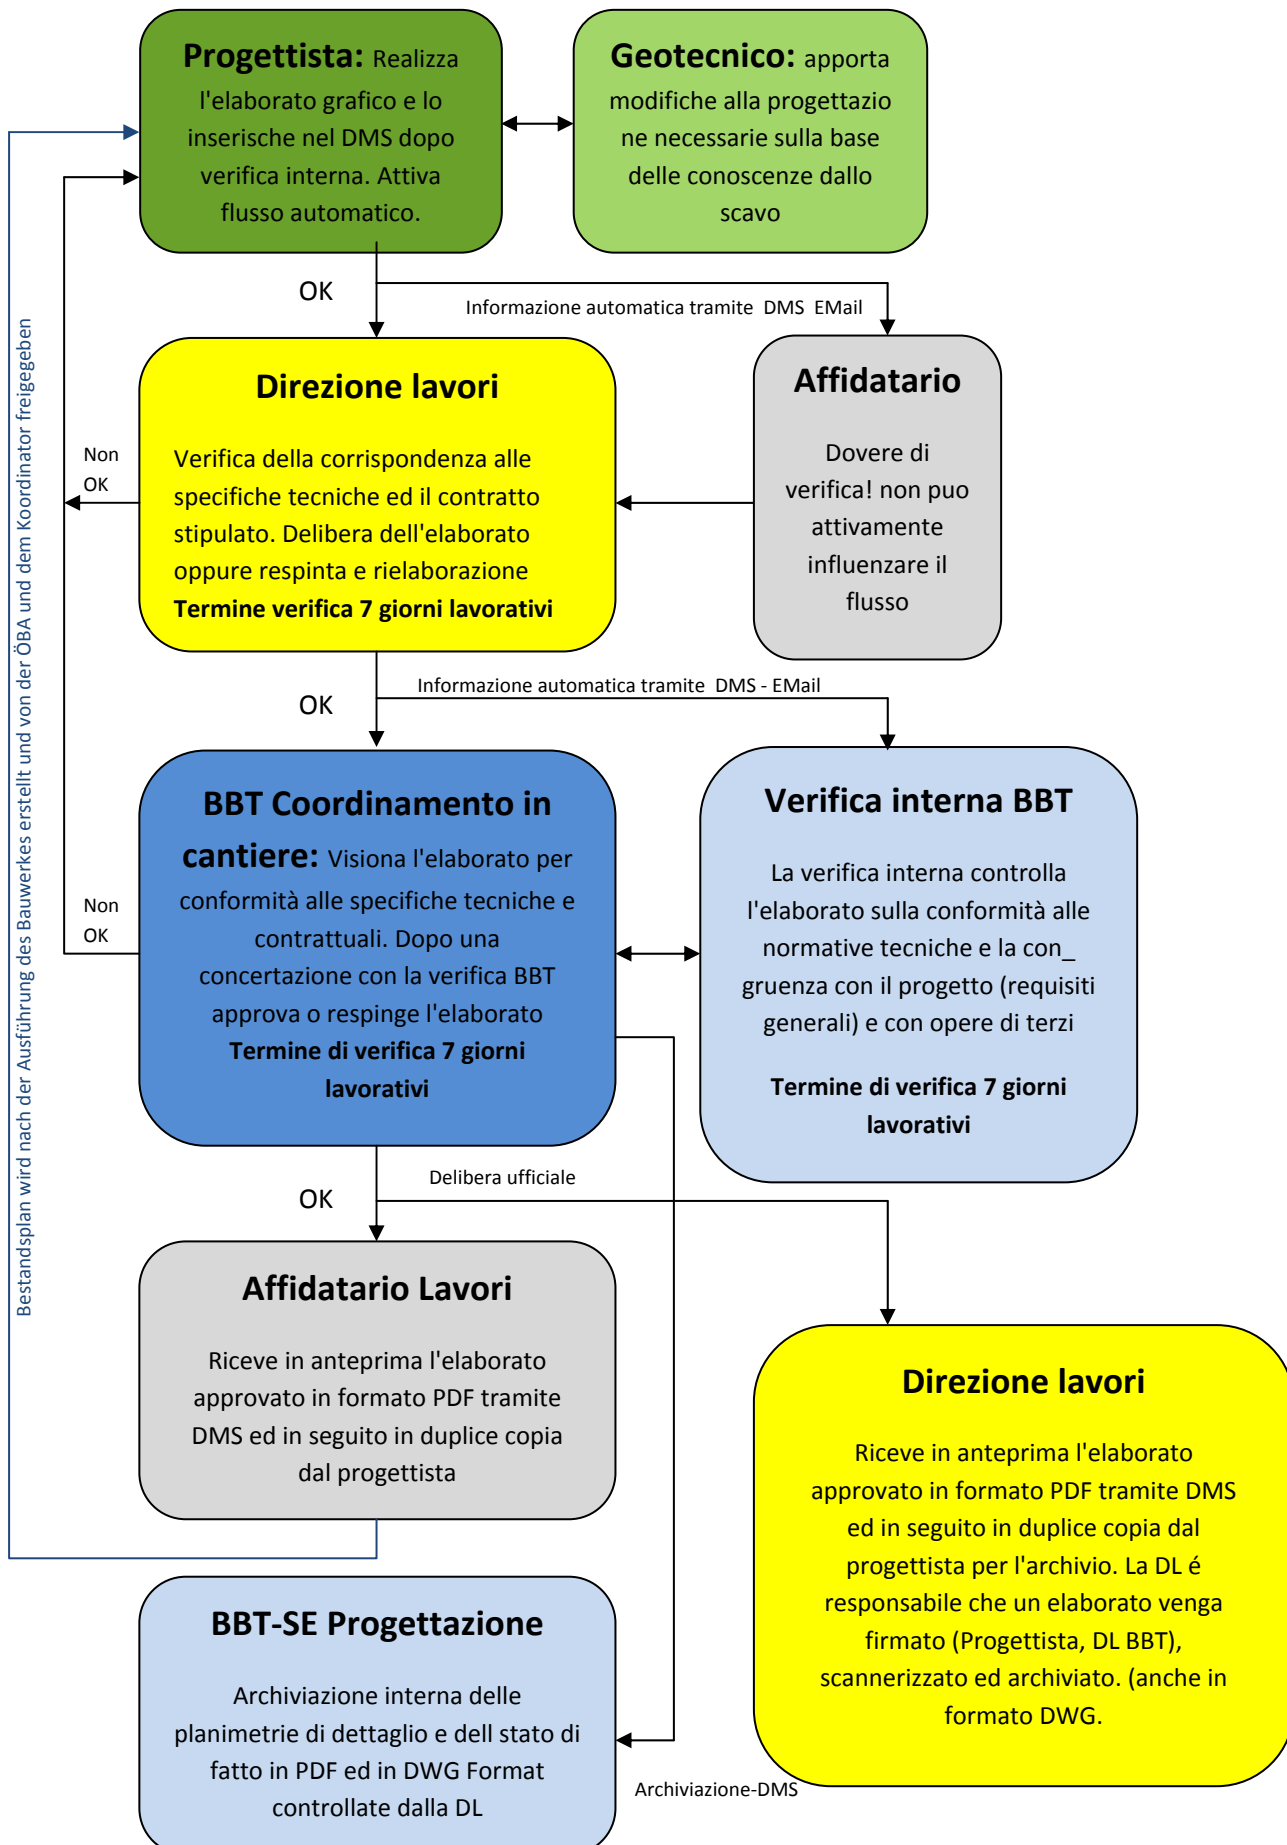 Progettista: Realizza
l'elaborato grafico e lo
inserische nel DMS dopo
verifica interna. Attiva
flusso automatico.
Geotecnico: apporta
modifiche alla progettazio
ne necessarie sulla base
delle conoscenze dallo
scavo
OK
Informazione automatica tramite DMS EMail
Direzione lavori
Verifica della corrispondenza alle
specifiche tecniche ed il contratto
stipulato. Delibera dell'elaborato
oppure respinta e rielaborazione
Termine verifica 7 giorni lavorativi
Affidatario
Dovere di
verifica! non puo
attivamente
influenzare il
flusso
Non
OK
OK
Informazione automatica tramite DMS - EMail
BBT Coordinamento in
cantiere: Visiona l'elaborato per
conformità alle specifiche tecniche e
contrattuali. Dopo una
concertazione con la verifica BBT
approva o respinge l'elaborato
Termine di verifica 7 giorni
lavorativi
Verifica interna BBT
La verifica interna controlla
l'elaborato sulla conformità alle
normative tecniche e la con_
gruenza con il progetto (requisiti
generali) e con opere di terzi
Termine di verifica 7 giorni
lavorativi
Non
OK
Delibera ufficiale
OK
Affidatario Lavori
Riceve in anteprima l'elaborato
approvato in formato PDF tramite
DMS ed in seguito in duplice copia
dal progettista
Direzione lavori
Riceve in anteprima l'elaborato
approvato in formato PDF tramite DMS
ed in seguito in duplice copia dal
progettista per l'archivio. La DL é
responsabile che un elaborato venga
firmato (Progettista, DL BBT),
scannerizzato ed archiviato. (anche in
formato DWG.
BBT-SE Progettazione
Archiviazione interna delle
planimetrie di dettaglio e dell stato di
fatto in PDF ed in DWG Format
controllate dalla DL
Archiviazione-DMS
Bestandsplan wird nach der Ausführung des Bauwerkes erstellt und von der ÖBA und dem Koordinator freigegeben